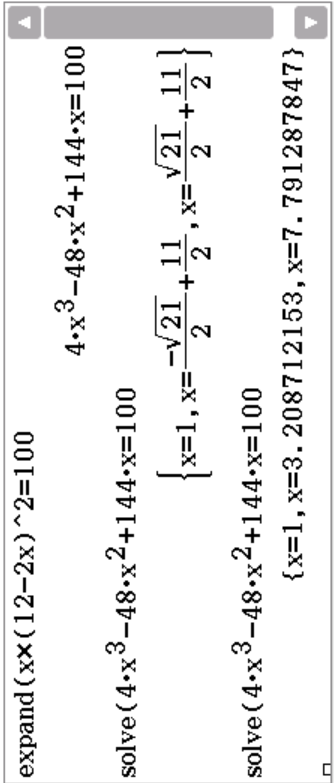 expand(x×(12-2x)^2=100
4·x^3-48·x^2+144·x=100
solve(4·x^3-48·x^2+144·x=100
{x=1, x=-√21/2+11/2, x=√21/2+11/2}
solve(4·x^3-48·x^2+144·x=100
{x=1, x=3.208712153, x=7.791287847}